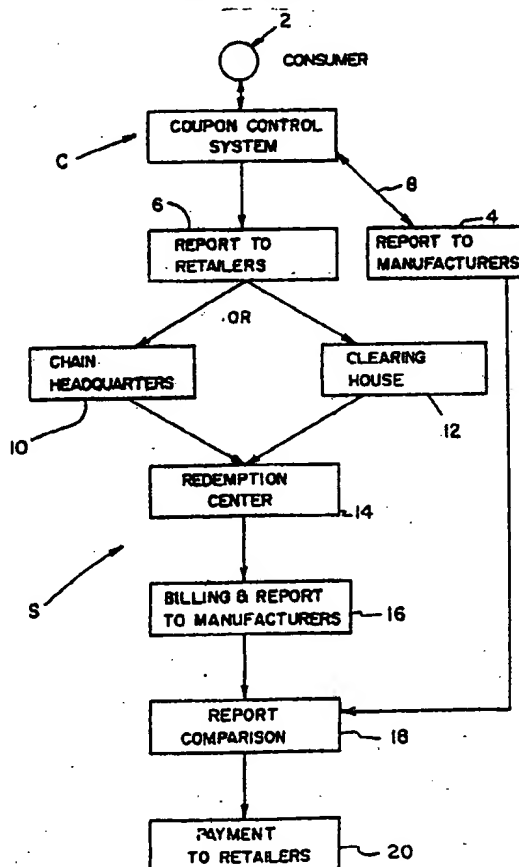 2
CONSUMER
COUPON CONTROL
SYSTEM
C
8
6
4
REPORT TO
RETAILERS
REPORT TO
MANUFACTURERS
OR
CHAIN
HEADQUARTERS
CLEARING
HOUSE
10
12
REDEMPTION
CENTER
14
S
BILLING & REPORT
TO MANUFACTURERS
16
REPORT
COMPARISON
18
PAYMENT
TO RETAILERS
20